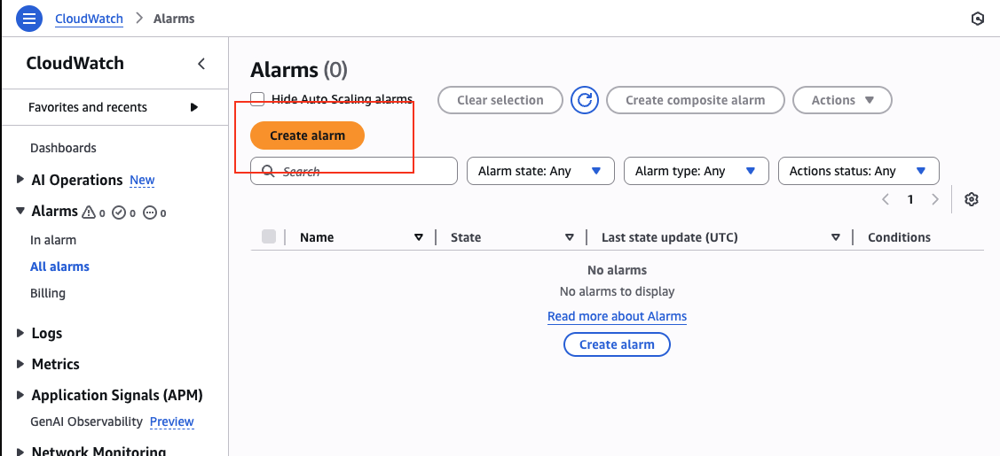 CloudWatch > Alarms
CloudWatch
Favorites and recents
Dashboards
AI Operations New
Alarms 0 0 0
In alarm
All alarms
Billing
Logs
Metrics
Application Signals (APM)
GenAI Observability Preview
Network Monitoring
Alarms (0)
Hide Auto Scaling alarms Clear selection Create composite alarm Actions
Create alarm
Search Alarm state: Any Alarm type: Any Actions status: Any
1
Name State Last state update (UTC) Conditions
No alarms
No alarms to display
Read more about Alarms
Create alarm